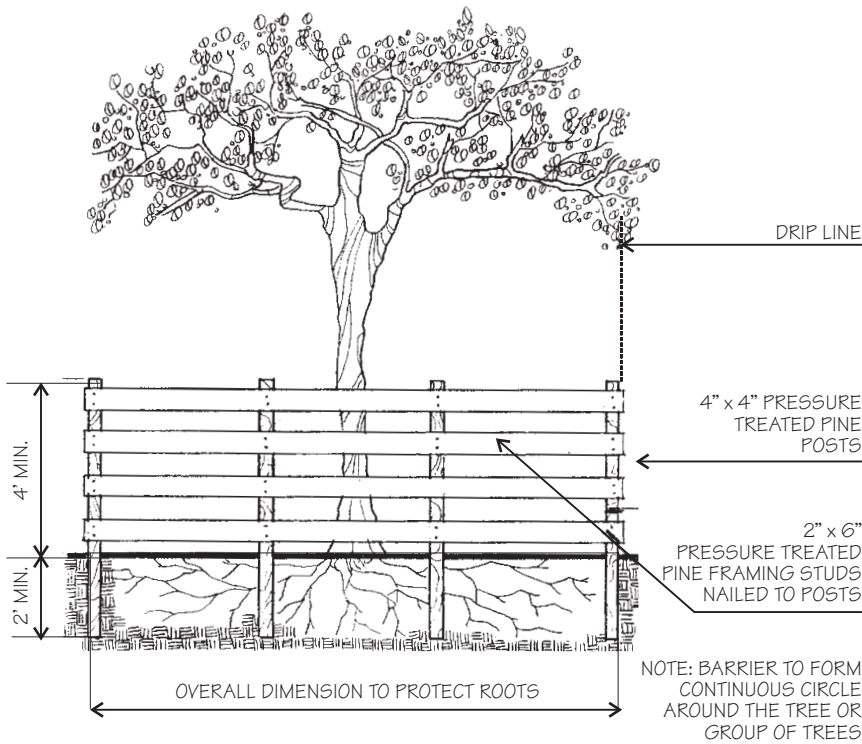 DRIP LINE
4” x 4” PRESSURE
TREATED PINE
POSTS
4' MIN.
2” x 6”
PRESSURE TREATED
PINE FRAMING STUDS
NAILED TO POSTS
2' MIN.
OVERALL DIMENSION TO PROTECT ROOTS
NOTE: BARRIER TO FORM
CONTINUOUS CIRCLE
AROUND THE TREE OR
GROUP OF TREES